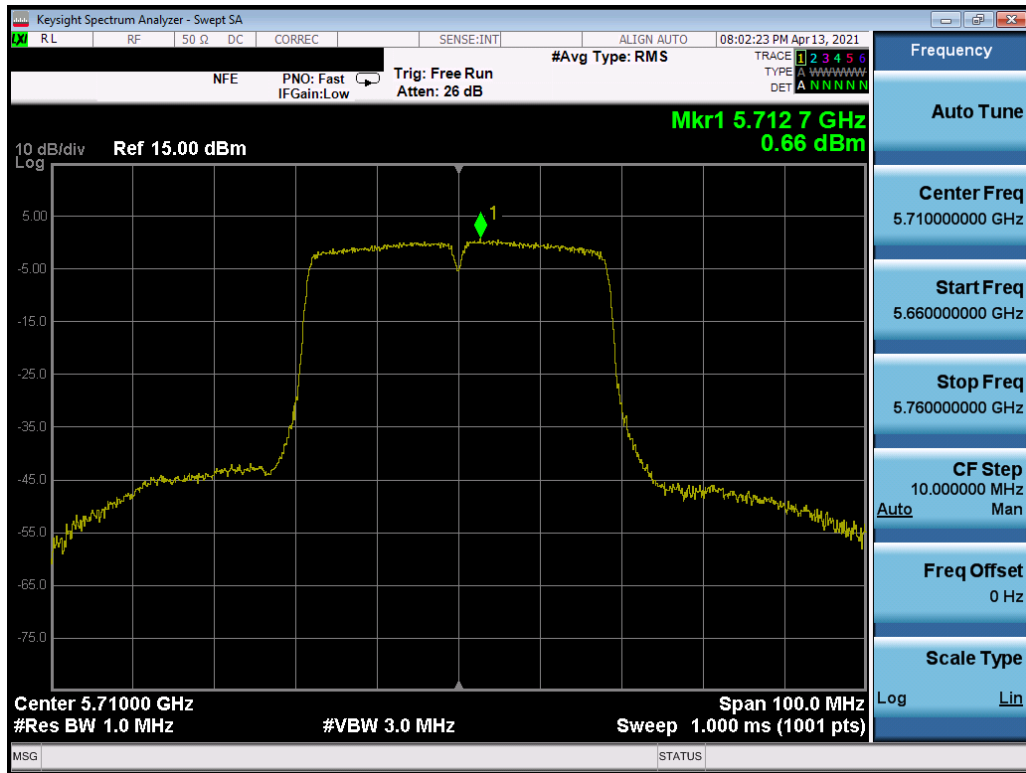 Keysight Spectrum Analyzer - Swept SA
LXI RL RF 50 Ω DC CORREC SENSE:INT ALIGN AUTO 08:02:23 PM Apr 13, 2021
NFE PNO: Fast IFGain:Low Trig: Free Run Atten: 26 dB #Avg Type: RMS
TRACE 1 2 3 4 5 6
TYPE A WWWWW
DET A N N N N N
Mkr1 5.712 7 GHz
0.66 dBm
10 dB/div Ref 15.00 dBm
Log
1
5.00
-5.00
-15.0
-25.0
-35.0
-45.0
-55.0
-65.0
-75.0
Center 5.71000 GHz Span 100.0 MHz
#Res BW 1.0 MHz #VBW 3.0 MHz Sweep 1.000 ms (1001 pts)
MSG STATUS
Frequency
Auto Tune
Center Freq
5.710000000 GHz
Start Freq
5.660000000 GHz
Stop Freq
5.760000000 GHz
CF Step
10.000000 MHz
Auto Man
Freq Offset
0 Hz
Scale Type
Log Lin